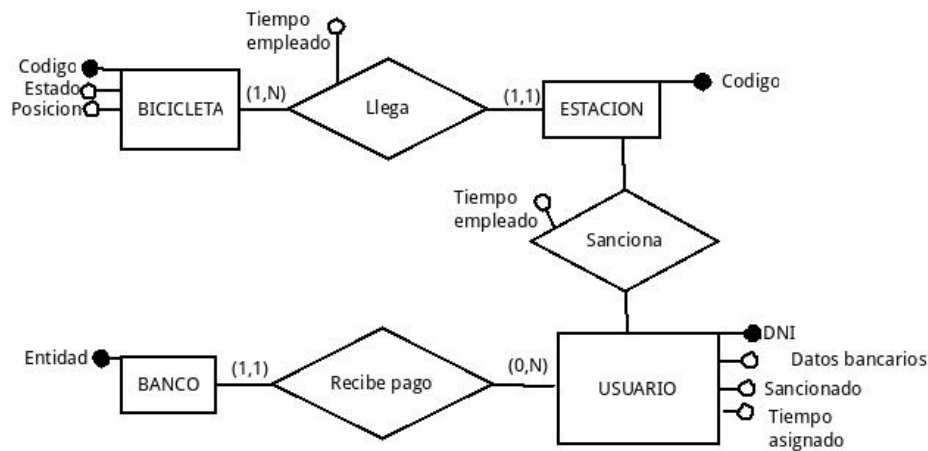 Tiempo
empleado
Codigo
Estado
Posicion
BICICLETA
(1,N)
Llega
(1,1)
ESTACION
Codigo
Tiempo
empleado
Sanciona
Entidad
BANCO
(1,1)
Recibe pago
(0,N)
USUARIO
DNI
Datos bancarios
Sancionado
Tiempo
asignado